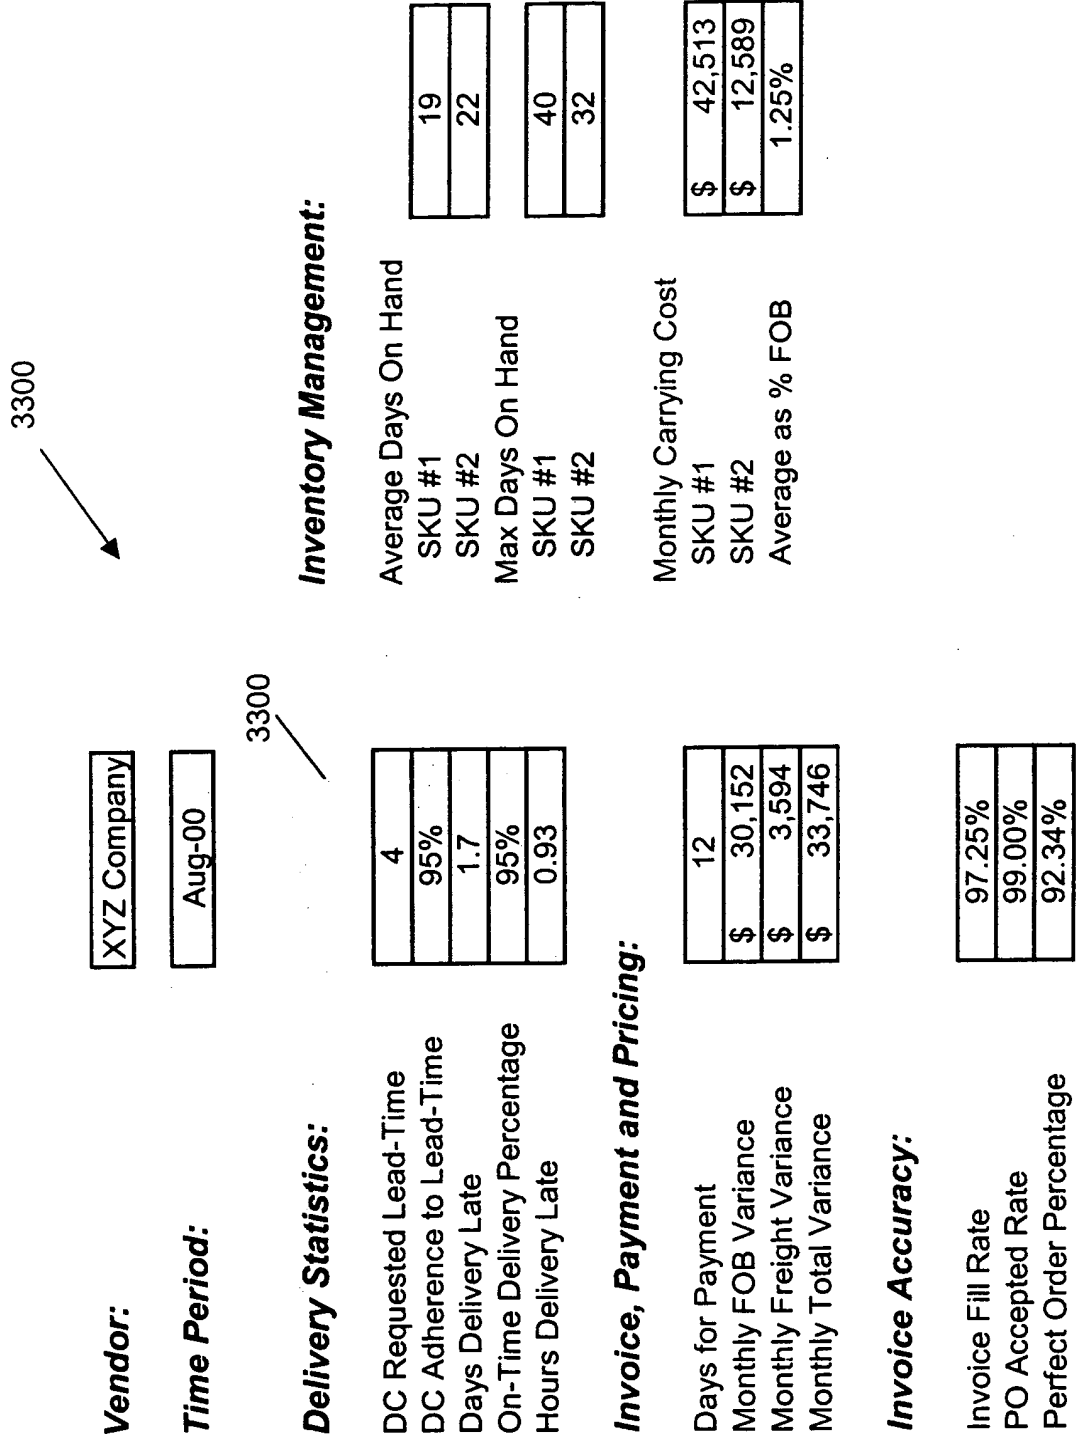 3300
Vendor: XYZ Company
Time Period: Aug-00
3300
Delivery Statistics:
DC Requested Lead-Time 4
DC Adherence to Lead-Time 95%
Days Delivery Late 1.7
On-Time Delivery Percentage 95%
Hours Delivery Late 0.93
Invoice, Payment and Pricing:
Days for Payment 12
Monthly FOB Variance $ 30,152
Monthly Freight Variance $ 3,594
Monthly Total Variance $ 33,746
Invoice Accuracy:
Invoice Fill Rate 97.25%
PO Accepted Rate 99.00%
Perfect Order Percentage 92.34%
Inventory Management:
Average Days On Hand
SKU #1 19
SKU #2 22
Max Days On Hand
SKU #1 40
SKU #2 32
Monthly Carrying Cost
SKU #1 $ 42,513
SKU #2 $ 12,589
Average as % FOB 1.25%